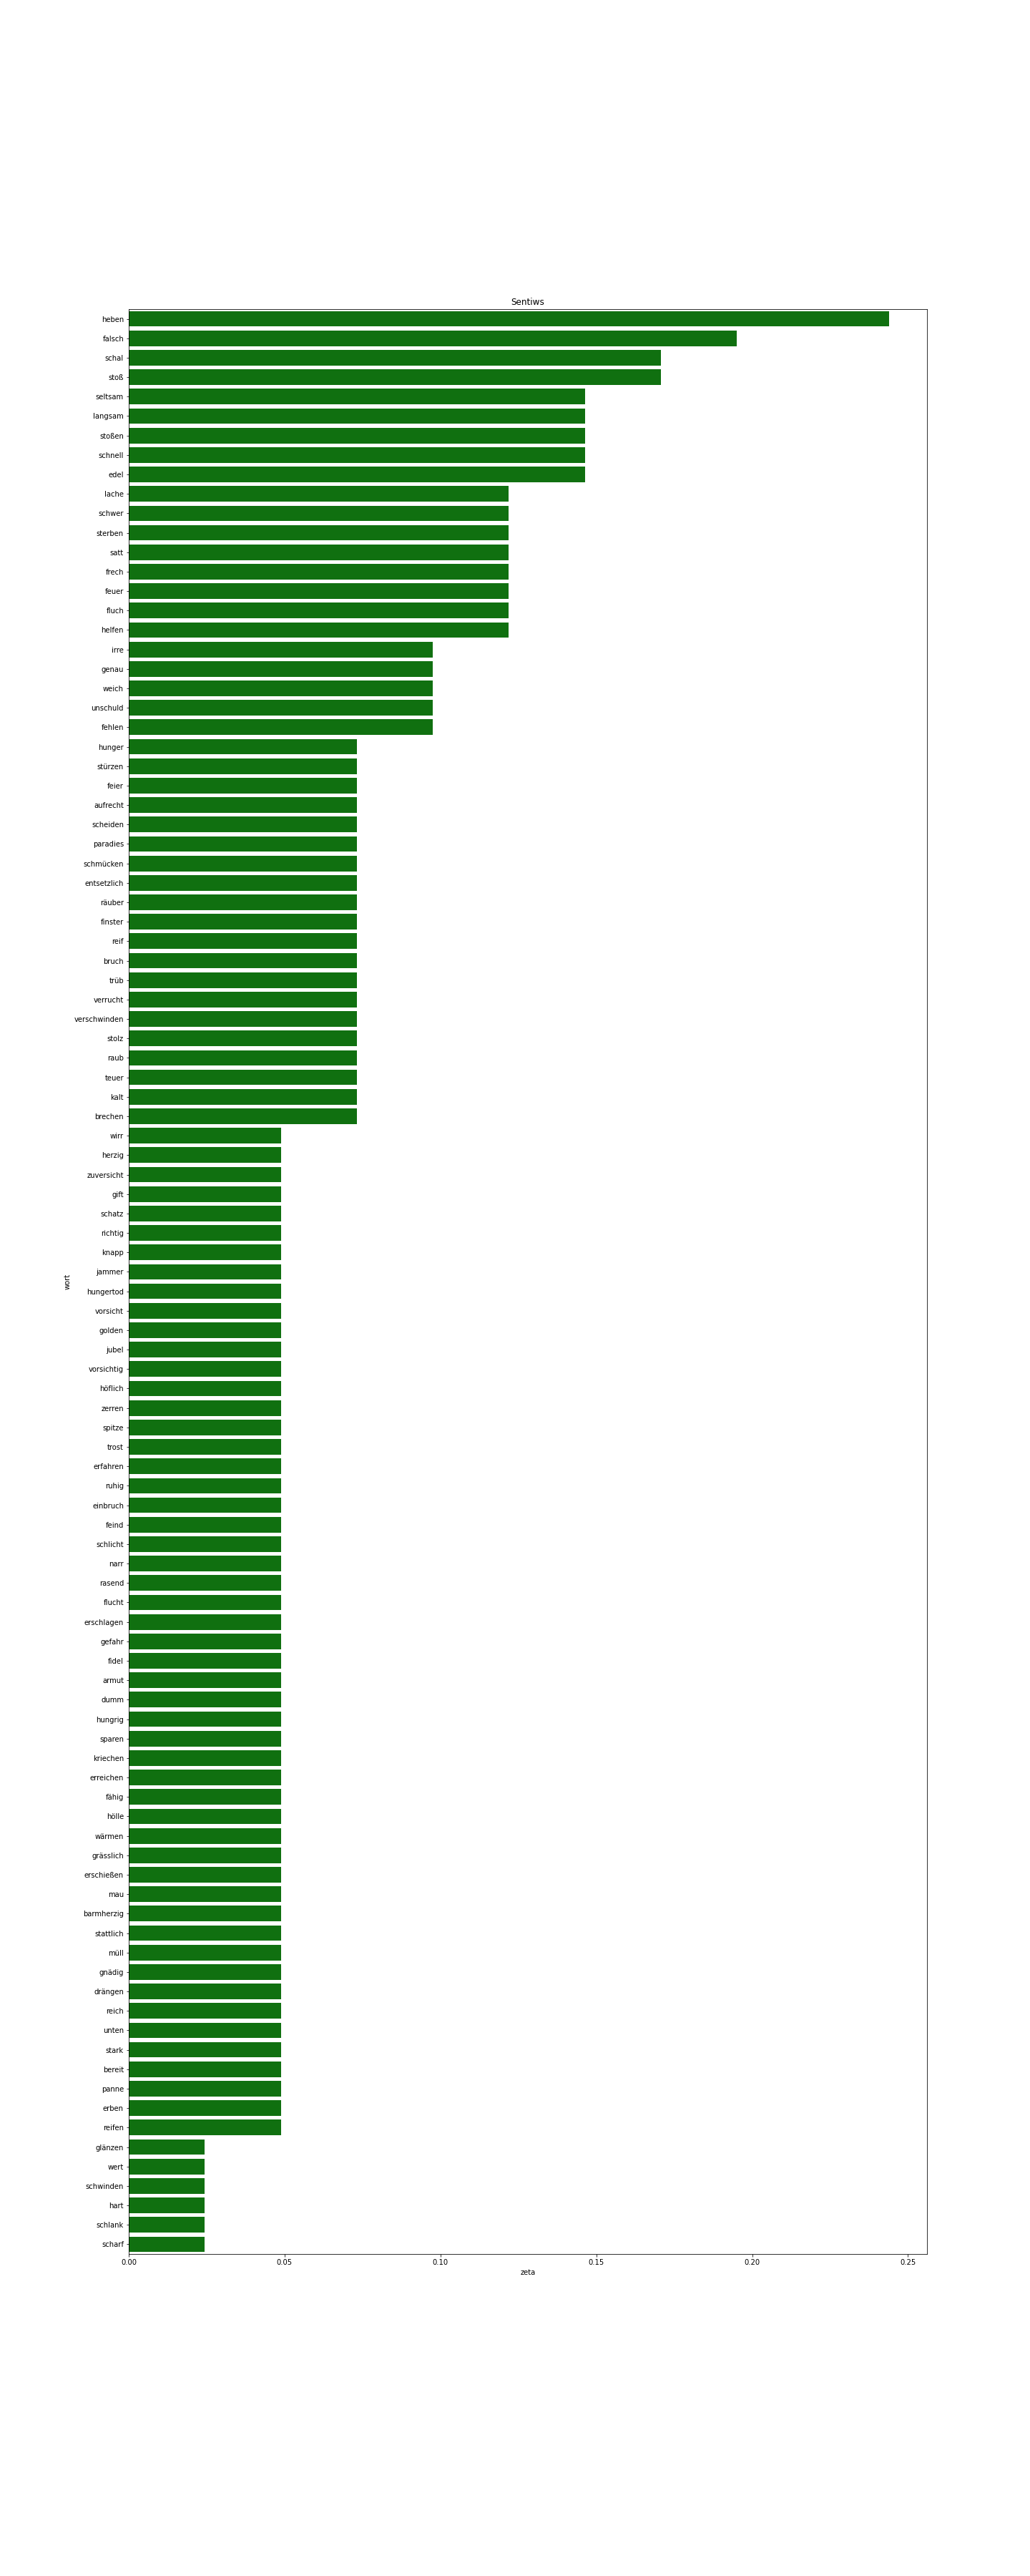 Sentiws
heben
falsch
schal
stoß
seltsam
langsam
stoßen
schnell
edel
lache
schwer
sterben
satt
frech
feuer
fluch
helfen
irre
genau
weich
unschuld
fehlen
hunger
stürzen
feier
aufrecht
scheiden
paradies
schmücken
entsetzlich
räuber
finster
reif
bruch
trüb
verrucht
verschwinden
stolz
raub
teuer
kalt
brechen
wirr
herzig
zuversicht
gift
schatz
richtig
knapp
jammer
wort
hungertod
vorsicht
golden
jubel
vorsichtig
höflich
zerren
spitze
trost
erfahren
ruhig
einbruch
feind
schlicht
narr
rasend
flucht
erschlagen
gefahr
fidel
armut
dumm
hungrig
sparen
kriechen
erreichen
fähig
hölle
wärmen
grässlich
erschießen
mau
barmherzig
stattlich
müll
gnädig
drängen
reich
unten
stark
bereit
panne
erben
reifen
glänzen
wert
schwinden
hart
schlank
scharf
0.00 0.05 0.10 0.15 0.20 0.25
zeta